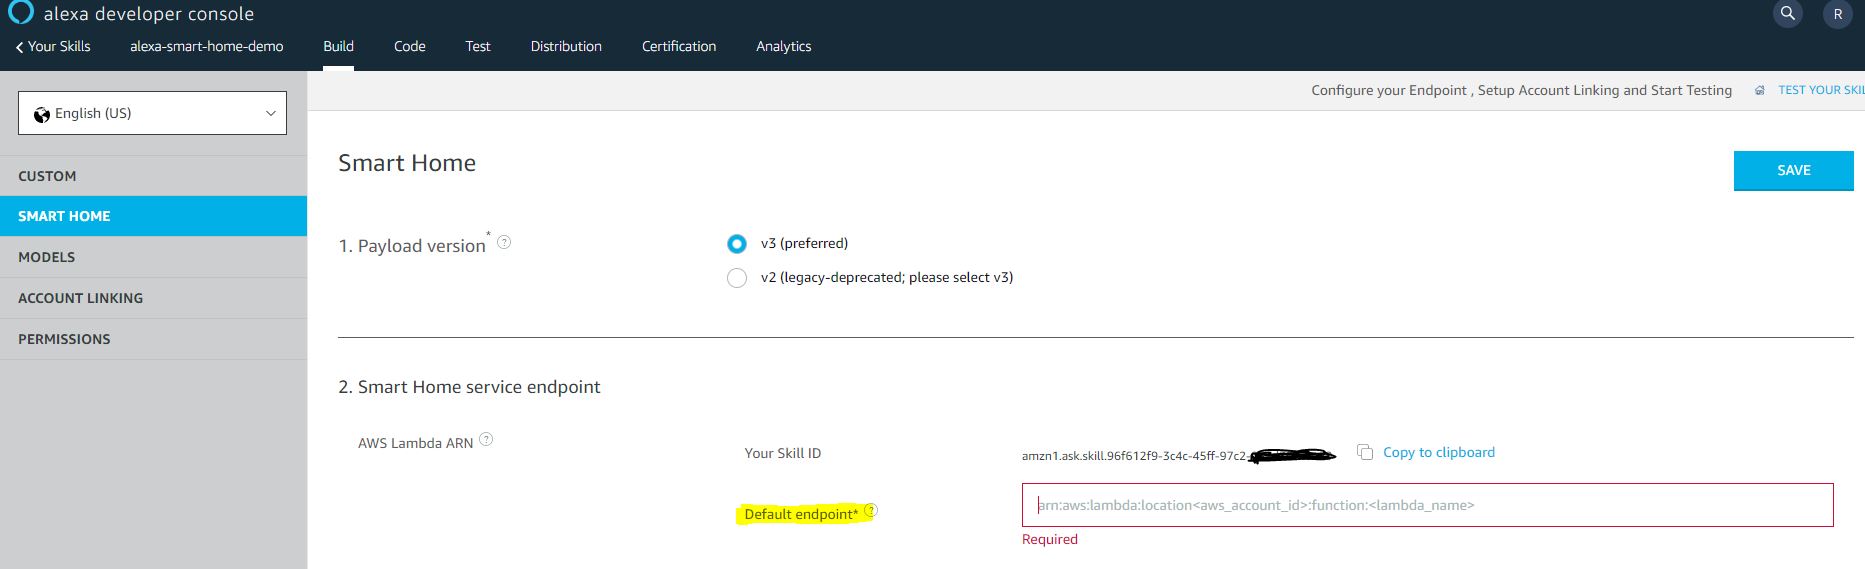 alexa developer console
R
Your Skills alexa-smart-home-demo Build Code Test Distribution Certification Analytics
Configure your Endpoint , Setup Account Linking and Start Testing TEST YOUR SKIL
English (US)
CUSTOM
SMART HOME
MODELS
ACCOUNT LINKING
PERMISSIONS
Smart Home
SAVE
1. Payload version* ?
v3 (preferred)
v2 (legacy-deprecated; please select v3)
2. Smart Home service endpoint
AWS Lambda ARN ?
Your Skill ID amzn1.ask.skill.96f612f9-3c4c-45ff-97c2- Copy to clipboard
Default endpoint* ? arn:aws:lambda:location<aws_account_id>:function:<lambda_name>
Required